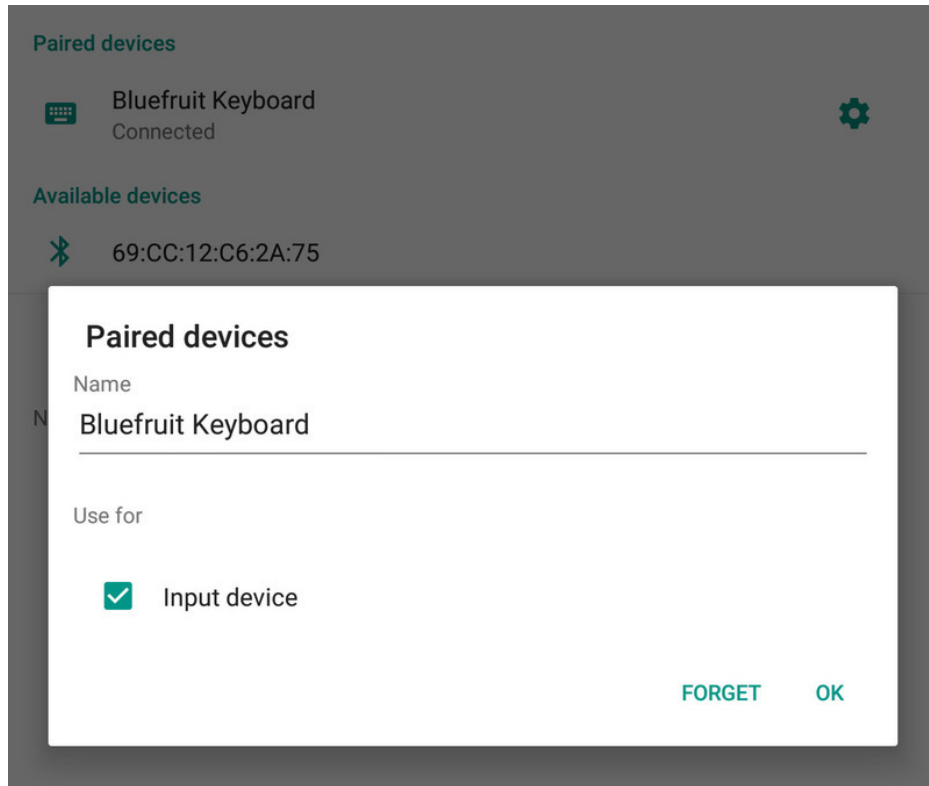 Paired devices
Bluefruit Keyboard
Connected
Available devices
69:CC:12:C6:2A:75
Paired devices
Name
N
Bluefruit Keyboard
Use for
Input device
FORGET OK